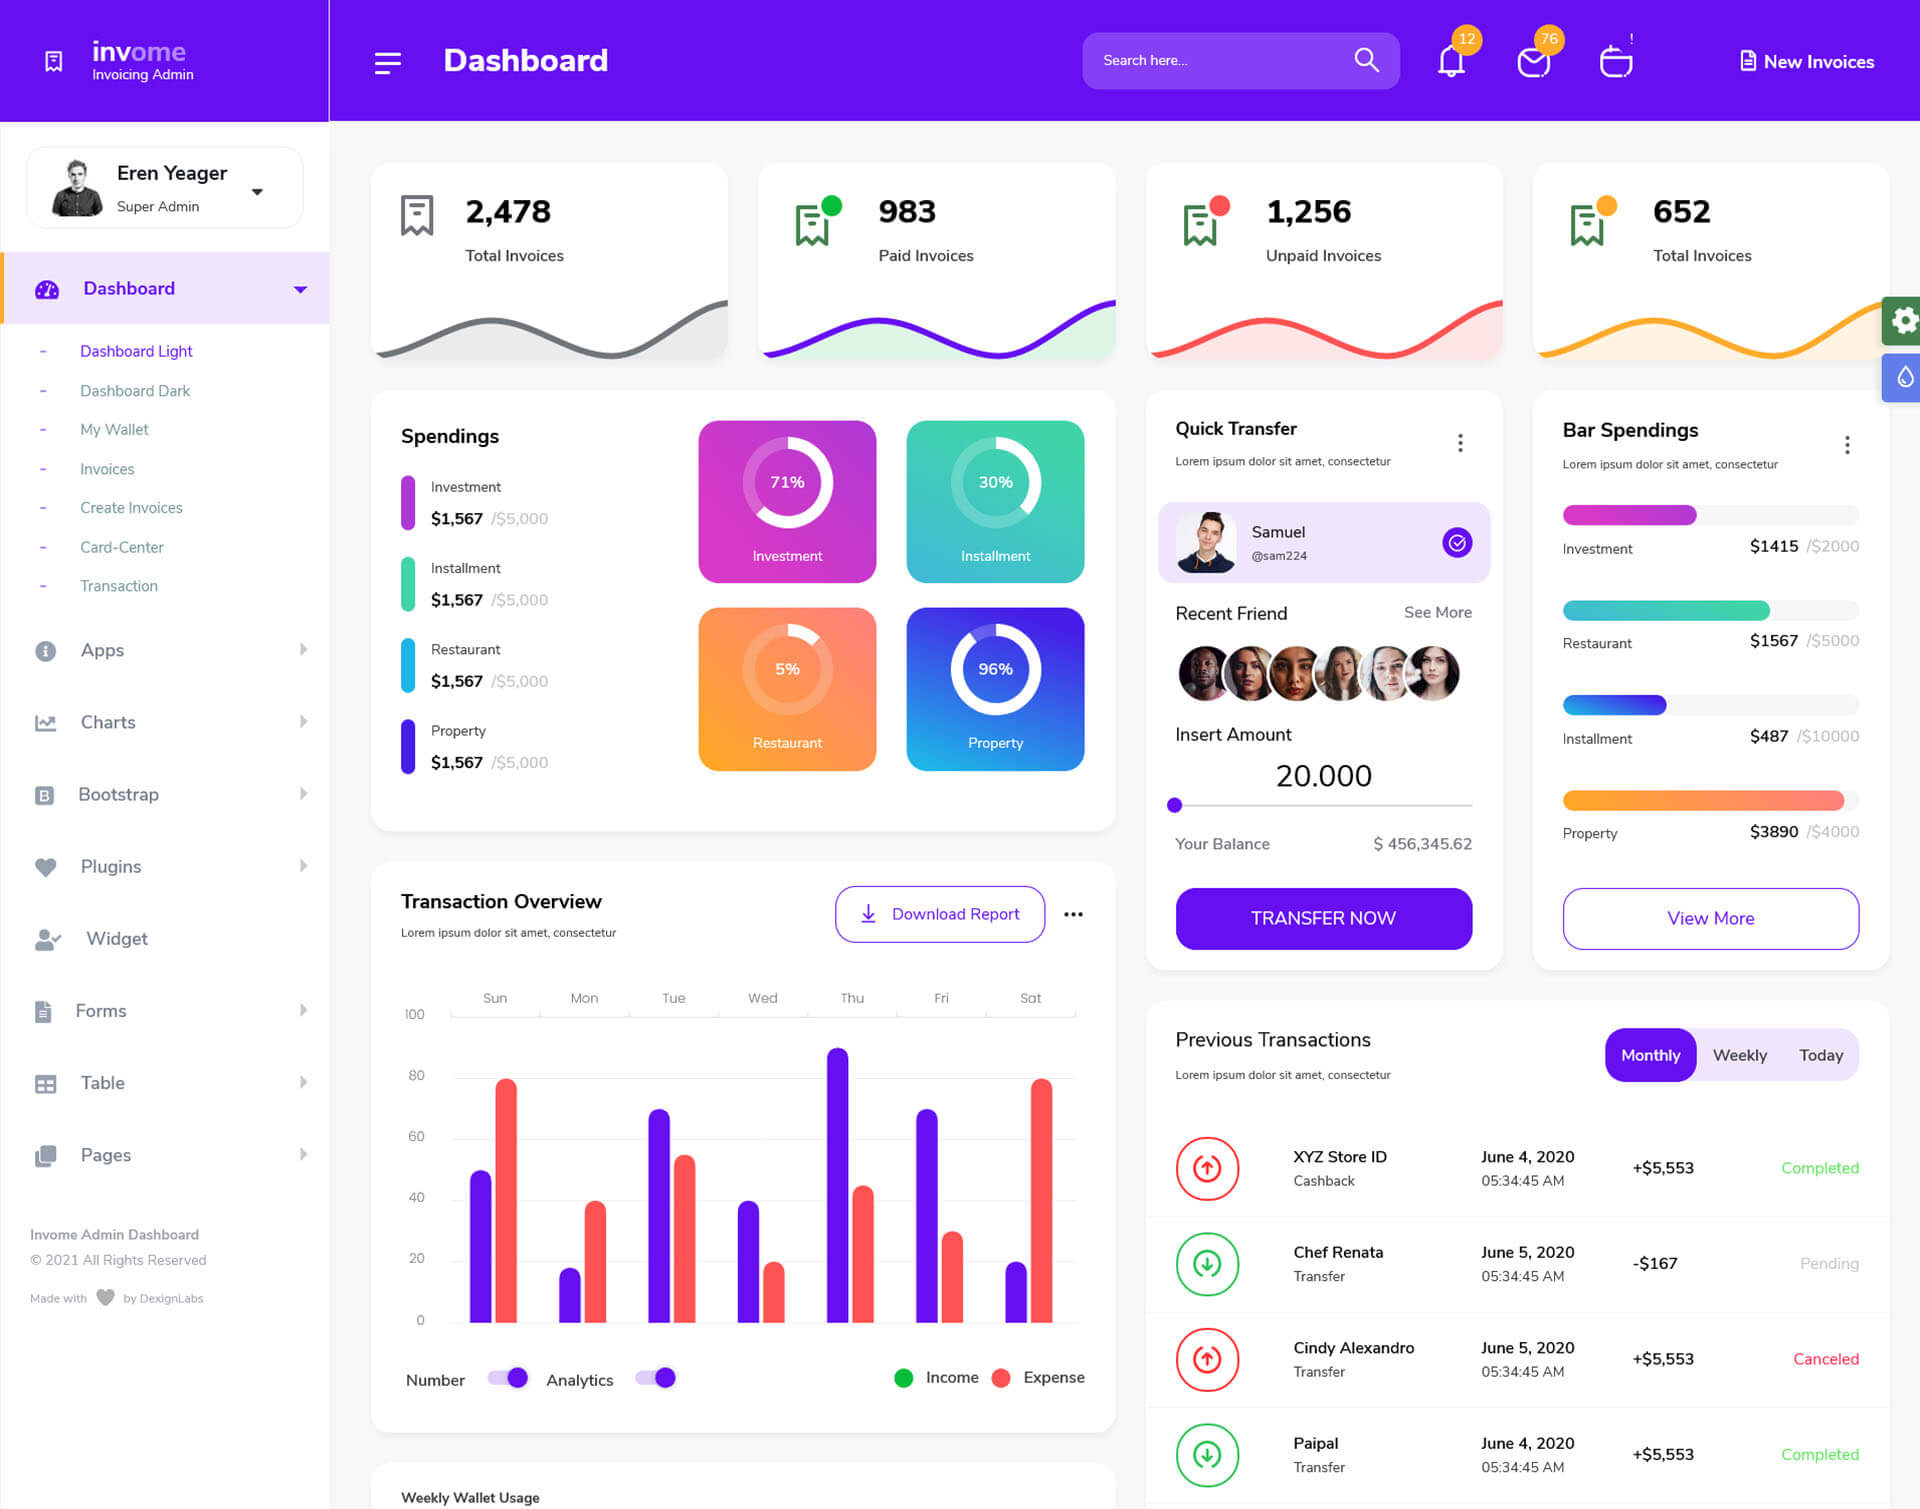 invome
Invoicing Admin
Dashboard
Search here...
12
76
!
New Invoices
Eren Yeager
Super Admin
Dashboard
- Dashboard Light
- Dashboard Dark
- My Wallet
- Invoices
- Create Invoices
- Card-Center
- Transaction
Apps
Charts
B Bootstrap
Plugins
Widget
Forms
Table
Pages
Invome Admin Dashboard
© 2021 All Rights Reserved
Made with by DexignLabs
2,478
Total Invoices
983
Paid Invoices
1,256
Unpaid Invoices
652
Total Invoices
Spendings
Investment
$1,567 /$5,000
Installment
$1,567 /$5,000
Restaurant
$1,567 /$5,000
Property
$1,567 /$5,000
71%
Investment
30%
Installment
5%
Restaurant
96%
Property
Quick Transfer
Lorem ipsum dolor sit amet, consectetur
Samuel
@sam224
Recent Friend See More
Insert Amount
20.000
Your Balance $ 456,345.62
TRANSFER NOW
Bar Spendings
Lorem ipsum dolor sit amet, consectetur
Investment $1415 /$2000
Restaurant $1567 /$5000
Installment $487 /$10000
Property $3890 /$4000
View More
Transaction Overview
Lorem ipsum dolor sit amet, consectetur
Download Report
Sun Mon Tue Wed Thu Fri Sat
100
80
60
40
20
0
Number Analytics Income Expense
Previous Transactions
Lorem ipsum dolor sit amet, consectetur
Monthly Weekly Today
XYZ Store ID June 4, 2020 +$5,553 Completed
Cashback 05:34:45 AM
Chef Renata June 5, 2020 -$167 Pending
Transfer 05:34:45 AM
Cindy Alexandro June 5, 2020 +$5,553 Canceled
Transfer 05:34:45 AM
Paipal June 4, 2020 +$5,553 Completed
Transfer 05:34:45 AM
Weekly Wallet Usage